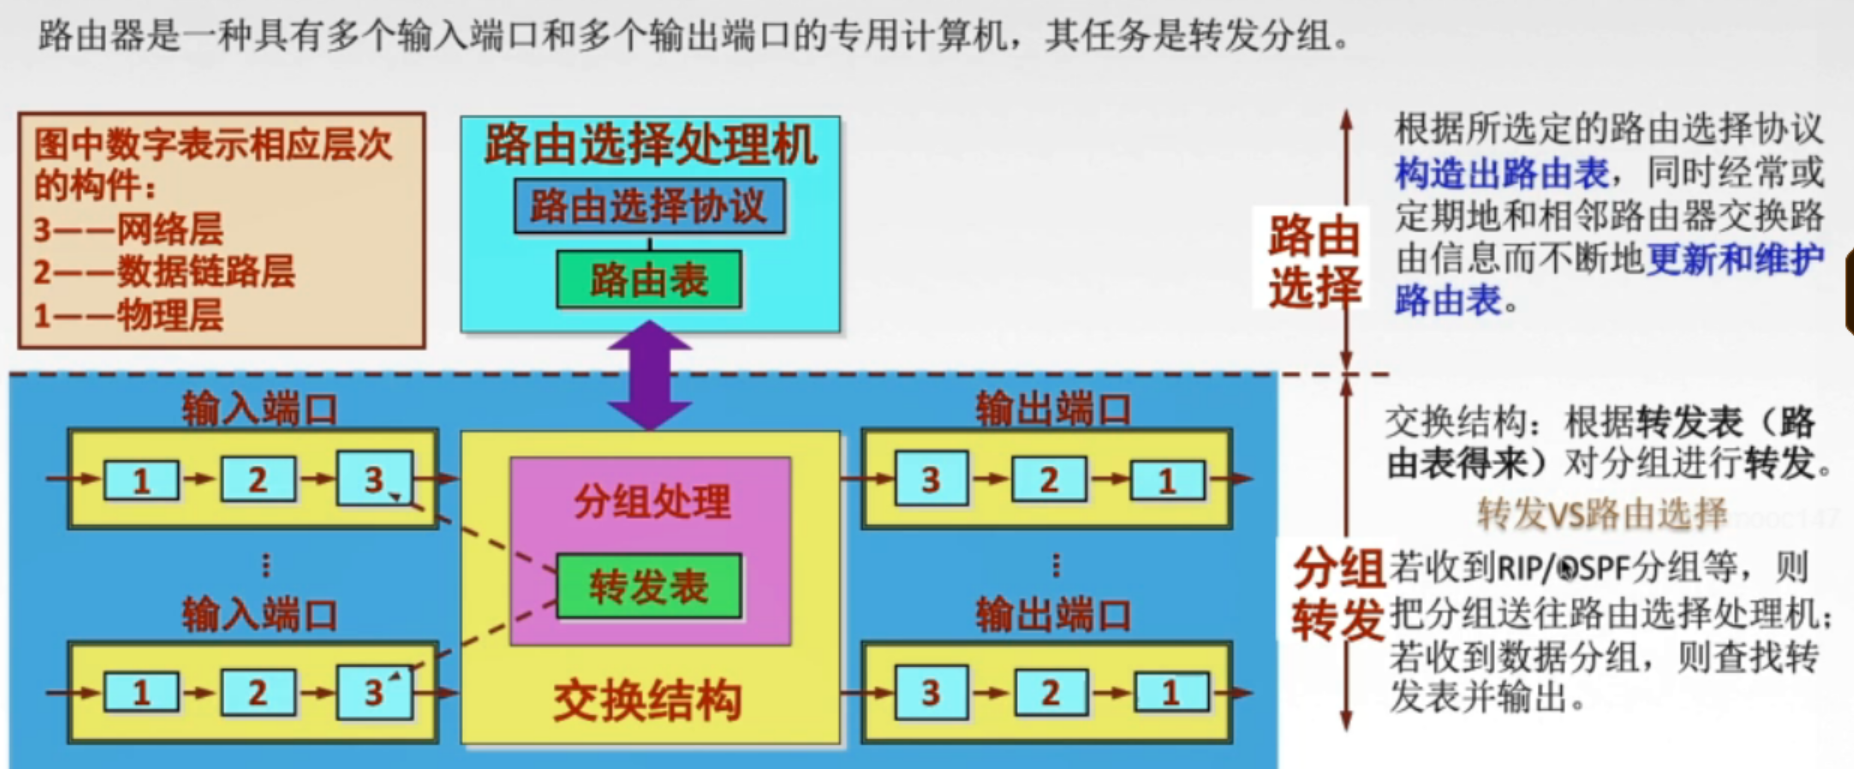 路由器是一种具有多个输入端口和多个输出端口的专用计算机，其任务是转发分组。
图中数字表示相应层次
的构件：
3——网络层
2——数据链路层
1——物理层
路由选择处理机
路由选择协议
路由表
路由
选择
根据所选定的路由选择协议
构造出路由表，同时经常或
定期地和相邻路由器交换路
由信息而不断地更新和维护
路由表。
输入端口
1
2
3
⋮
输入端口
1
2
3
分组处理
转发表
交换结构
输出端口
3
2
1
⋮
输出端口
3
2
1
分组
转发
交换结构：根据转发表（路
由表得来）对分组进行转发。
转发VS路由选择
若收到RIP/OSPF分组等，则
把分组送往路由选择处理机；
若收到数据分组，则查找转
发表并输出。